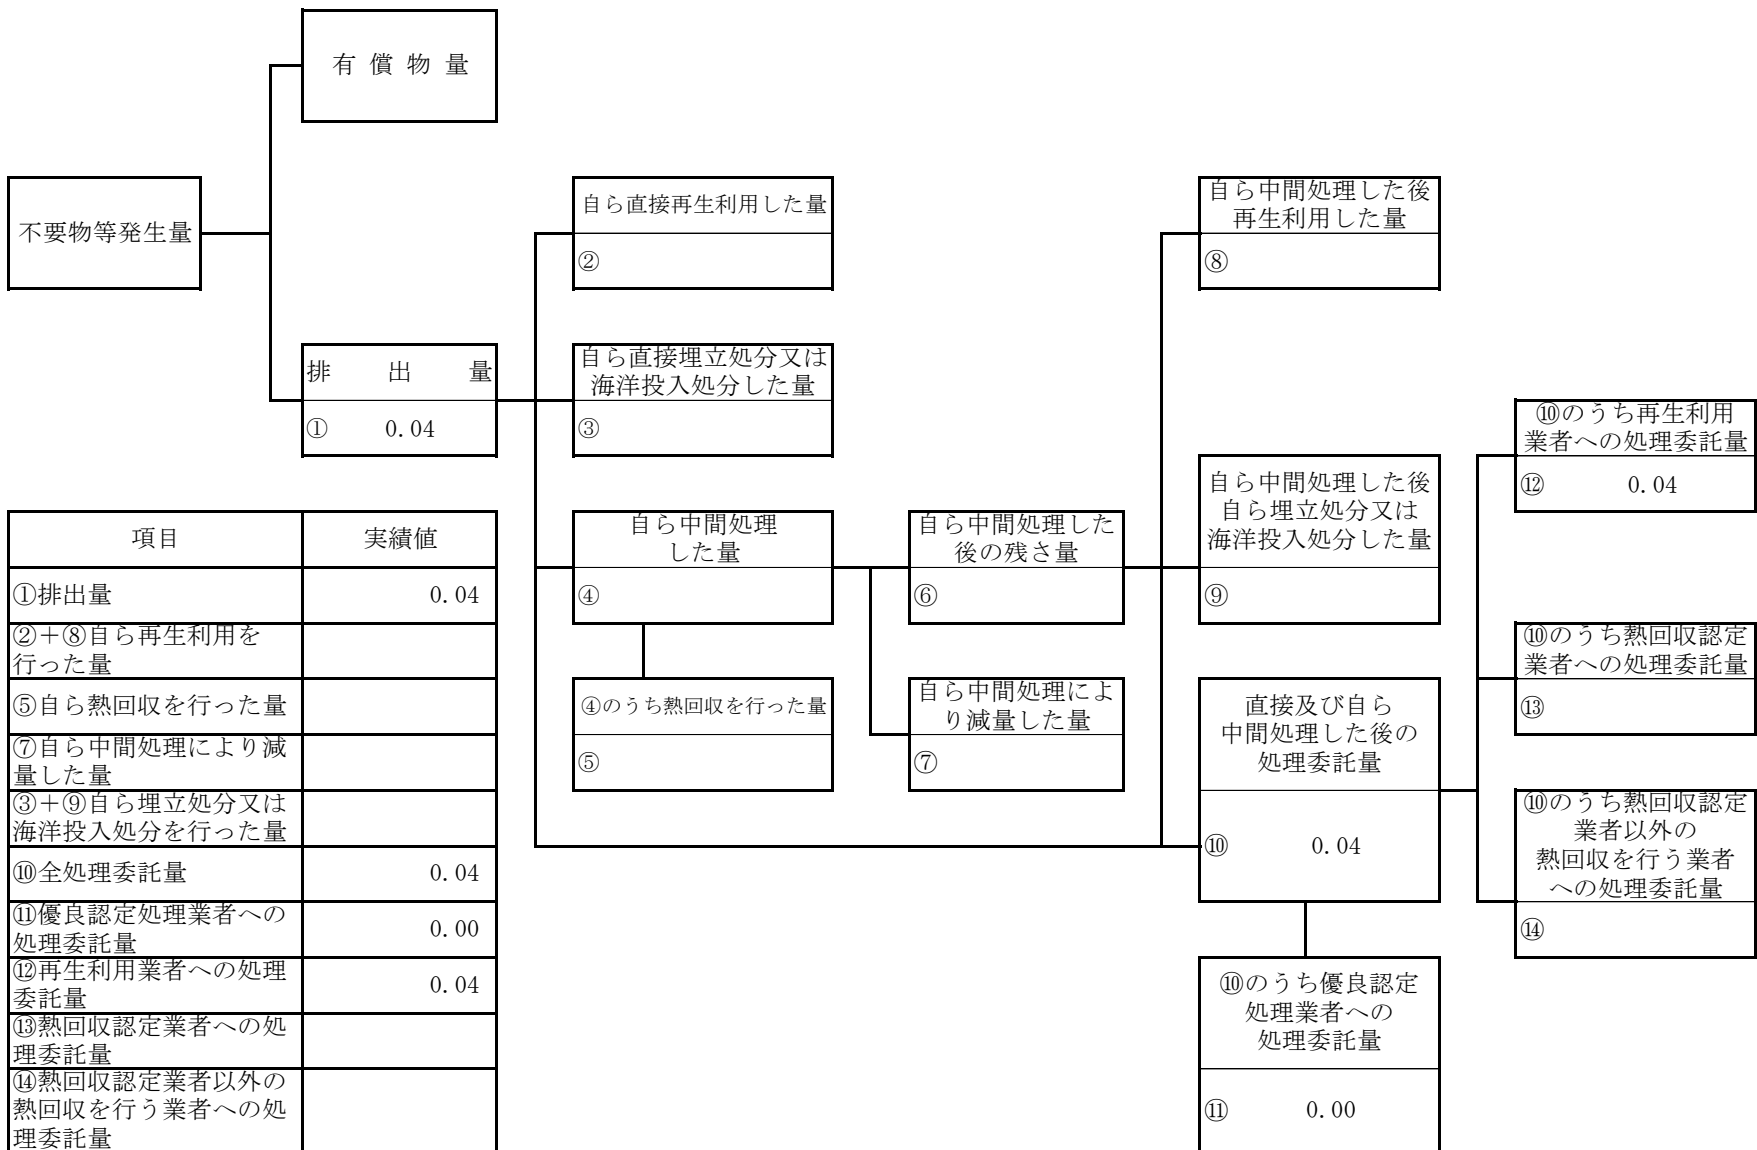 有償物量
不要物等発生量
排出量
① 0.04
自ら直接再生利用した量
②
自ら直接埋立処分又は
海洋投入処分した量
③
自ら中間処理
した量
④
④のうち熱回収を行った量
⑤
自ら中間処理した
後の残さ量
⑥
自ら中間処理によ
り減量した量
⑦
自ら中間処理した後
再生利用した量
⑧
自ら中間処理した後
自ら埋立処分又は
海洋投入処分した量
⑨
直接及び自ら
中間処理した後の
処理委託量
⑩ 0.04
⑩のうち優良認定
処理業者への
処理委託量
⑪ 0.00
⑩のうち再生利用
業者への処理委託量
⑫ 0.04
⑩のうち熱回収認定
業者への処理委託量
⑬
⑩のうち熱回収認定
業者以外の
熱回収を行う業者
への処理委託量
⑭
項目 実績値
①排出量 0.04
②＋⑧自ら再生利用を
行った量
⑤自ら熱回収を行った量
⑦自ら中間処理により減
量した量
③＋⑨自ら埋立処分又は
海洋投入処分を行った量
⑩全処理委託量 0.04
⑪優良認定処理業者への
処理委託量 0.00
⑫再生利用業者への処理
委託量 0.04
⑬熱回収認定業者への処
理委託量
⑭熱回収認定業者以外の
熱回収を行う業者への処
理委託量